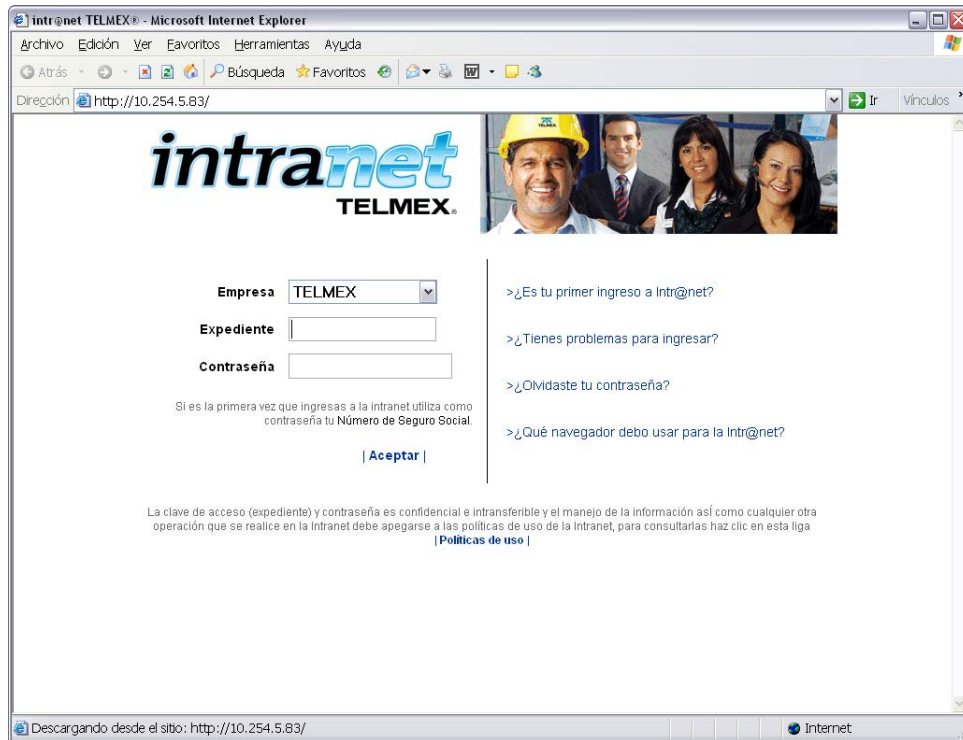 intr@net TELMEX® - Microsoft Internet Explorer
Archivo Edición Ver Favoritos Herramientas Ayuda
Atrás Búsqueda Favoritos
Dirección http://10.254.5.83/ Ir Vínculos »
intranet
TELMEX®
TELMEX
Empresa TELMEX
Expediente
Contraseña
Si es la primera vez que ingresas a la intranet utiliza como
contraseña tu Número de Seguro Social.
| Aceptar |
>¿Es tu primer ingreso a Intr@net?
>¿Tienes problemas para ingresar?
>¿Olvidaste tu contraseña?
>¿Qué navegador debo usar para la Intr@net?
La clave de acceso (expediente) y contraseña es confidencial e intransferible y el manejo de la información asÍ como cualquier otra
operación que se realice en la Intranet debe apegarse a las políticas de uso de la Intranet, para consultarlas haz clic en esta liga
| Políticas de uso |
Descargando desde el sitio: http://10.254.5.83/ Internet